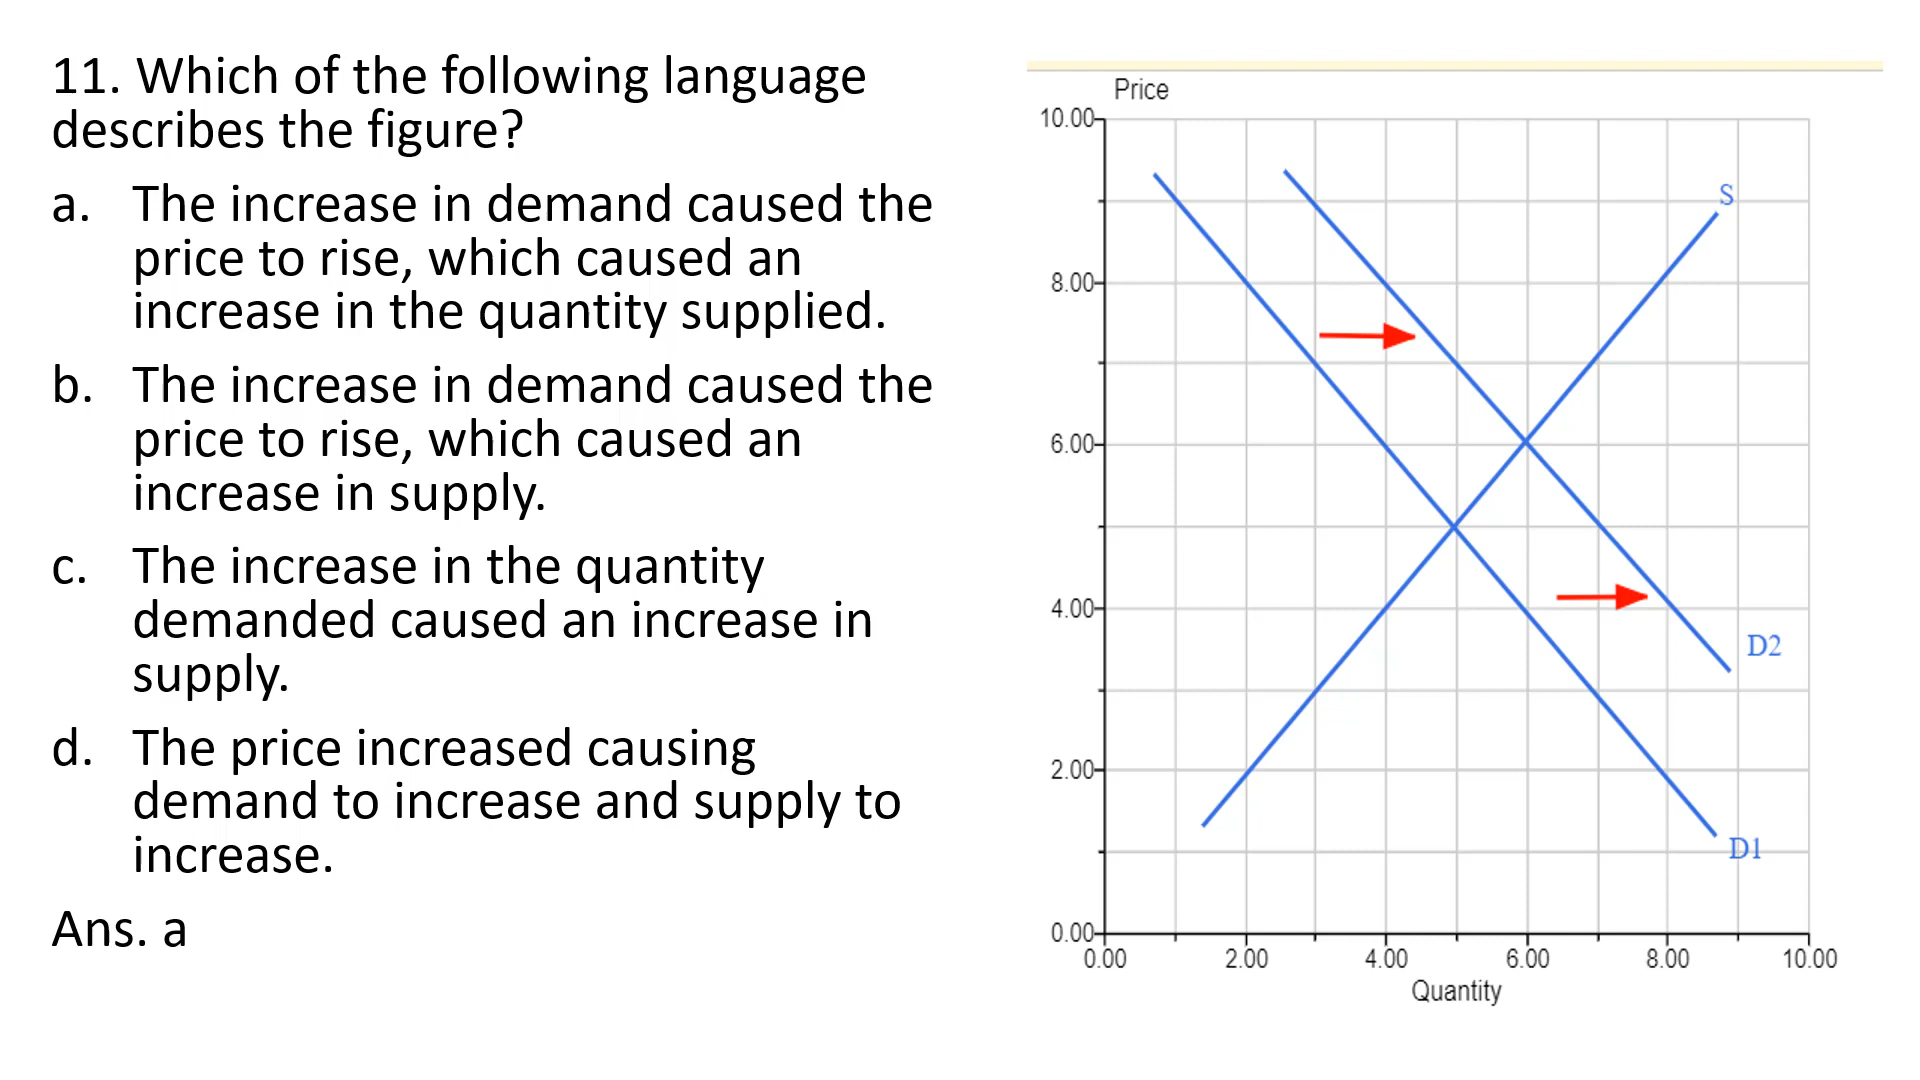 11. Which of the following language
describes the figure?
a. The increase in demand caused the
price to rise, which caused an
increase in the quantity supplied.
b. The increase in demand caused the
price to rise, which caused an
increase in supply.
c. The increase in the quantity
demanded caused an increase in
supply.
d. The price increased causing
demand to increase and supply to
increase.
Ans. a
Price
10.00
8.00
6.00
4.00
2.00
0.00
S
D2
D1
0.00 2.00 4.00 6.00 8.00 10.00
Quantity